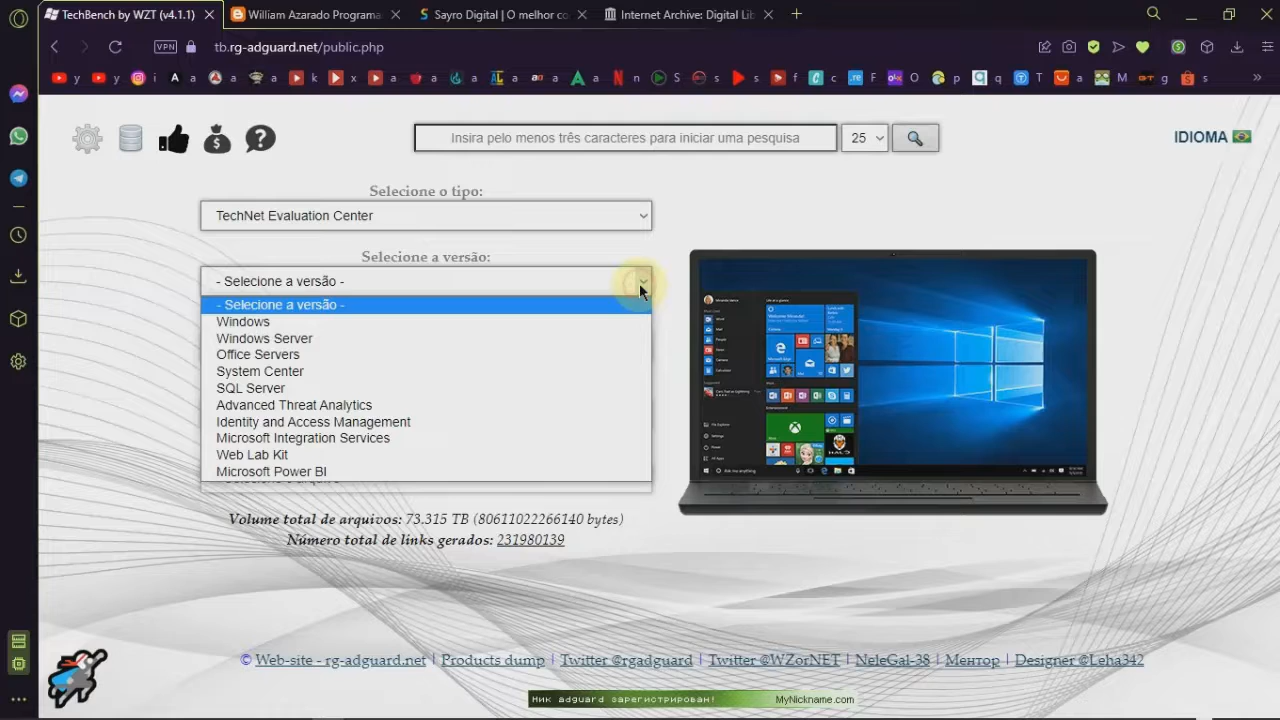 TechBench by WZT (v4.1.1)
William Azarado Programa
Sayro Digital | O melhor co
Internet Archive: Digital Lib
VPN
tb.rg-adguard.net/public.php
Insira pelo menos três caracteres para iniciar uma pesquisa
25
IDIOMA
Selecione o tipo:
TechNet Evaluation Center
Selecione a versão:
- Selecione a versão -
- Selecione a versão -
Windows
Windows Server
Office Servers
System Center
SQL Server
Advanced Threat Analytics
Identity and Access Management
Microsoft Integration Services
Web Lab Kit
Microsoft Power BI
Volume total de arquivos: 73.315 TB (80611022266140 bytes)
Número total de links gerados: 231980139
© Web-site - rg-adguard.net | Products dump | Twitter @rgadguard | Twitter @WZorNET | NeleGal-38 | Ментор | Designer @Leha342
Ник adguard зарегистрирован!
MyNickname.com